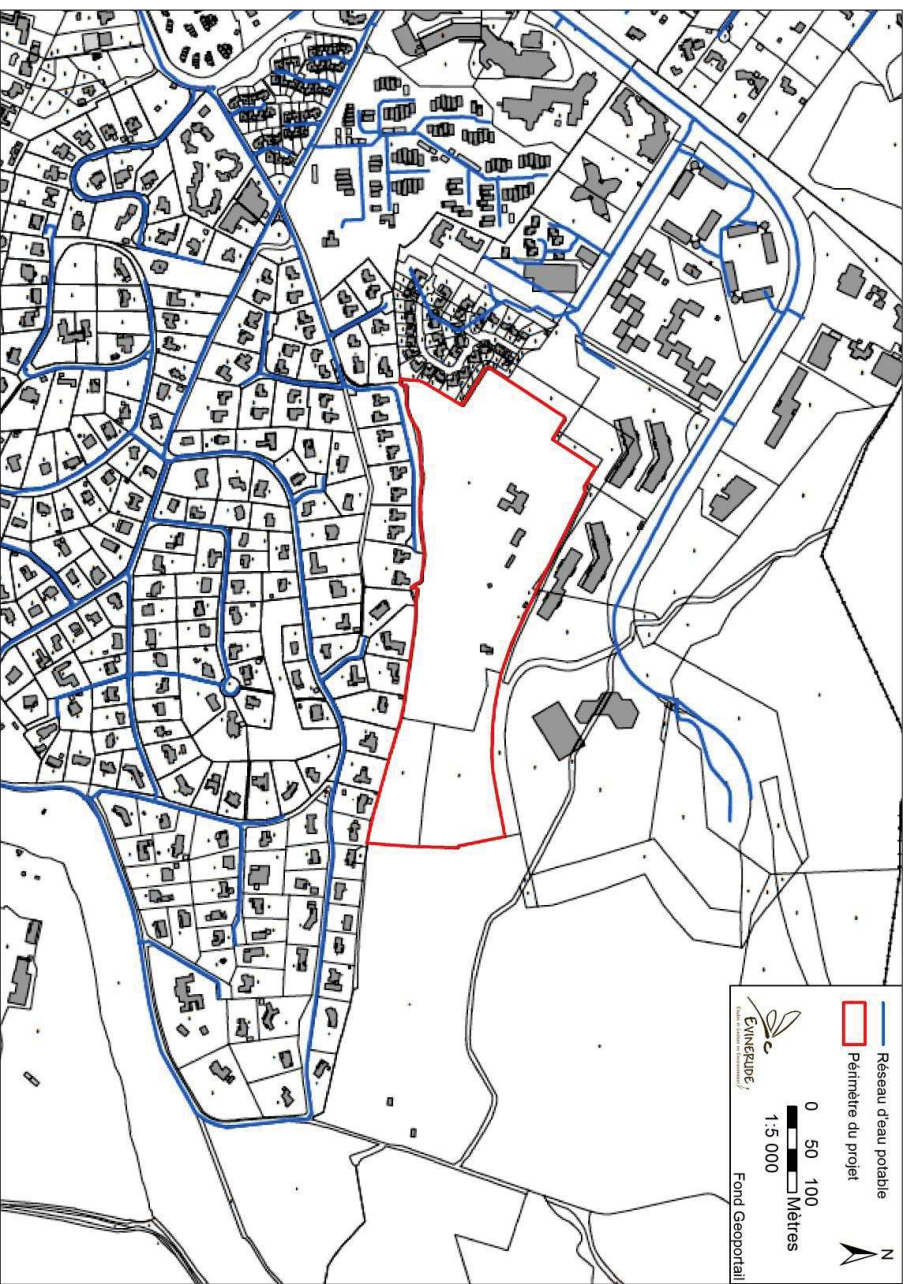 Réseau d'eau potable
Périmètre du projet
N
0 50 100
Mètres
1:5 000
EVINERUDE
Fond Geoportail